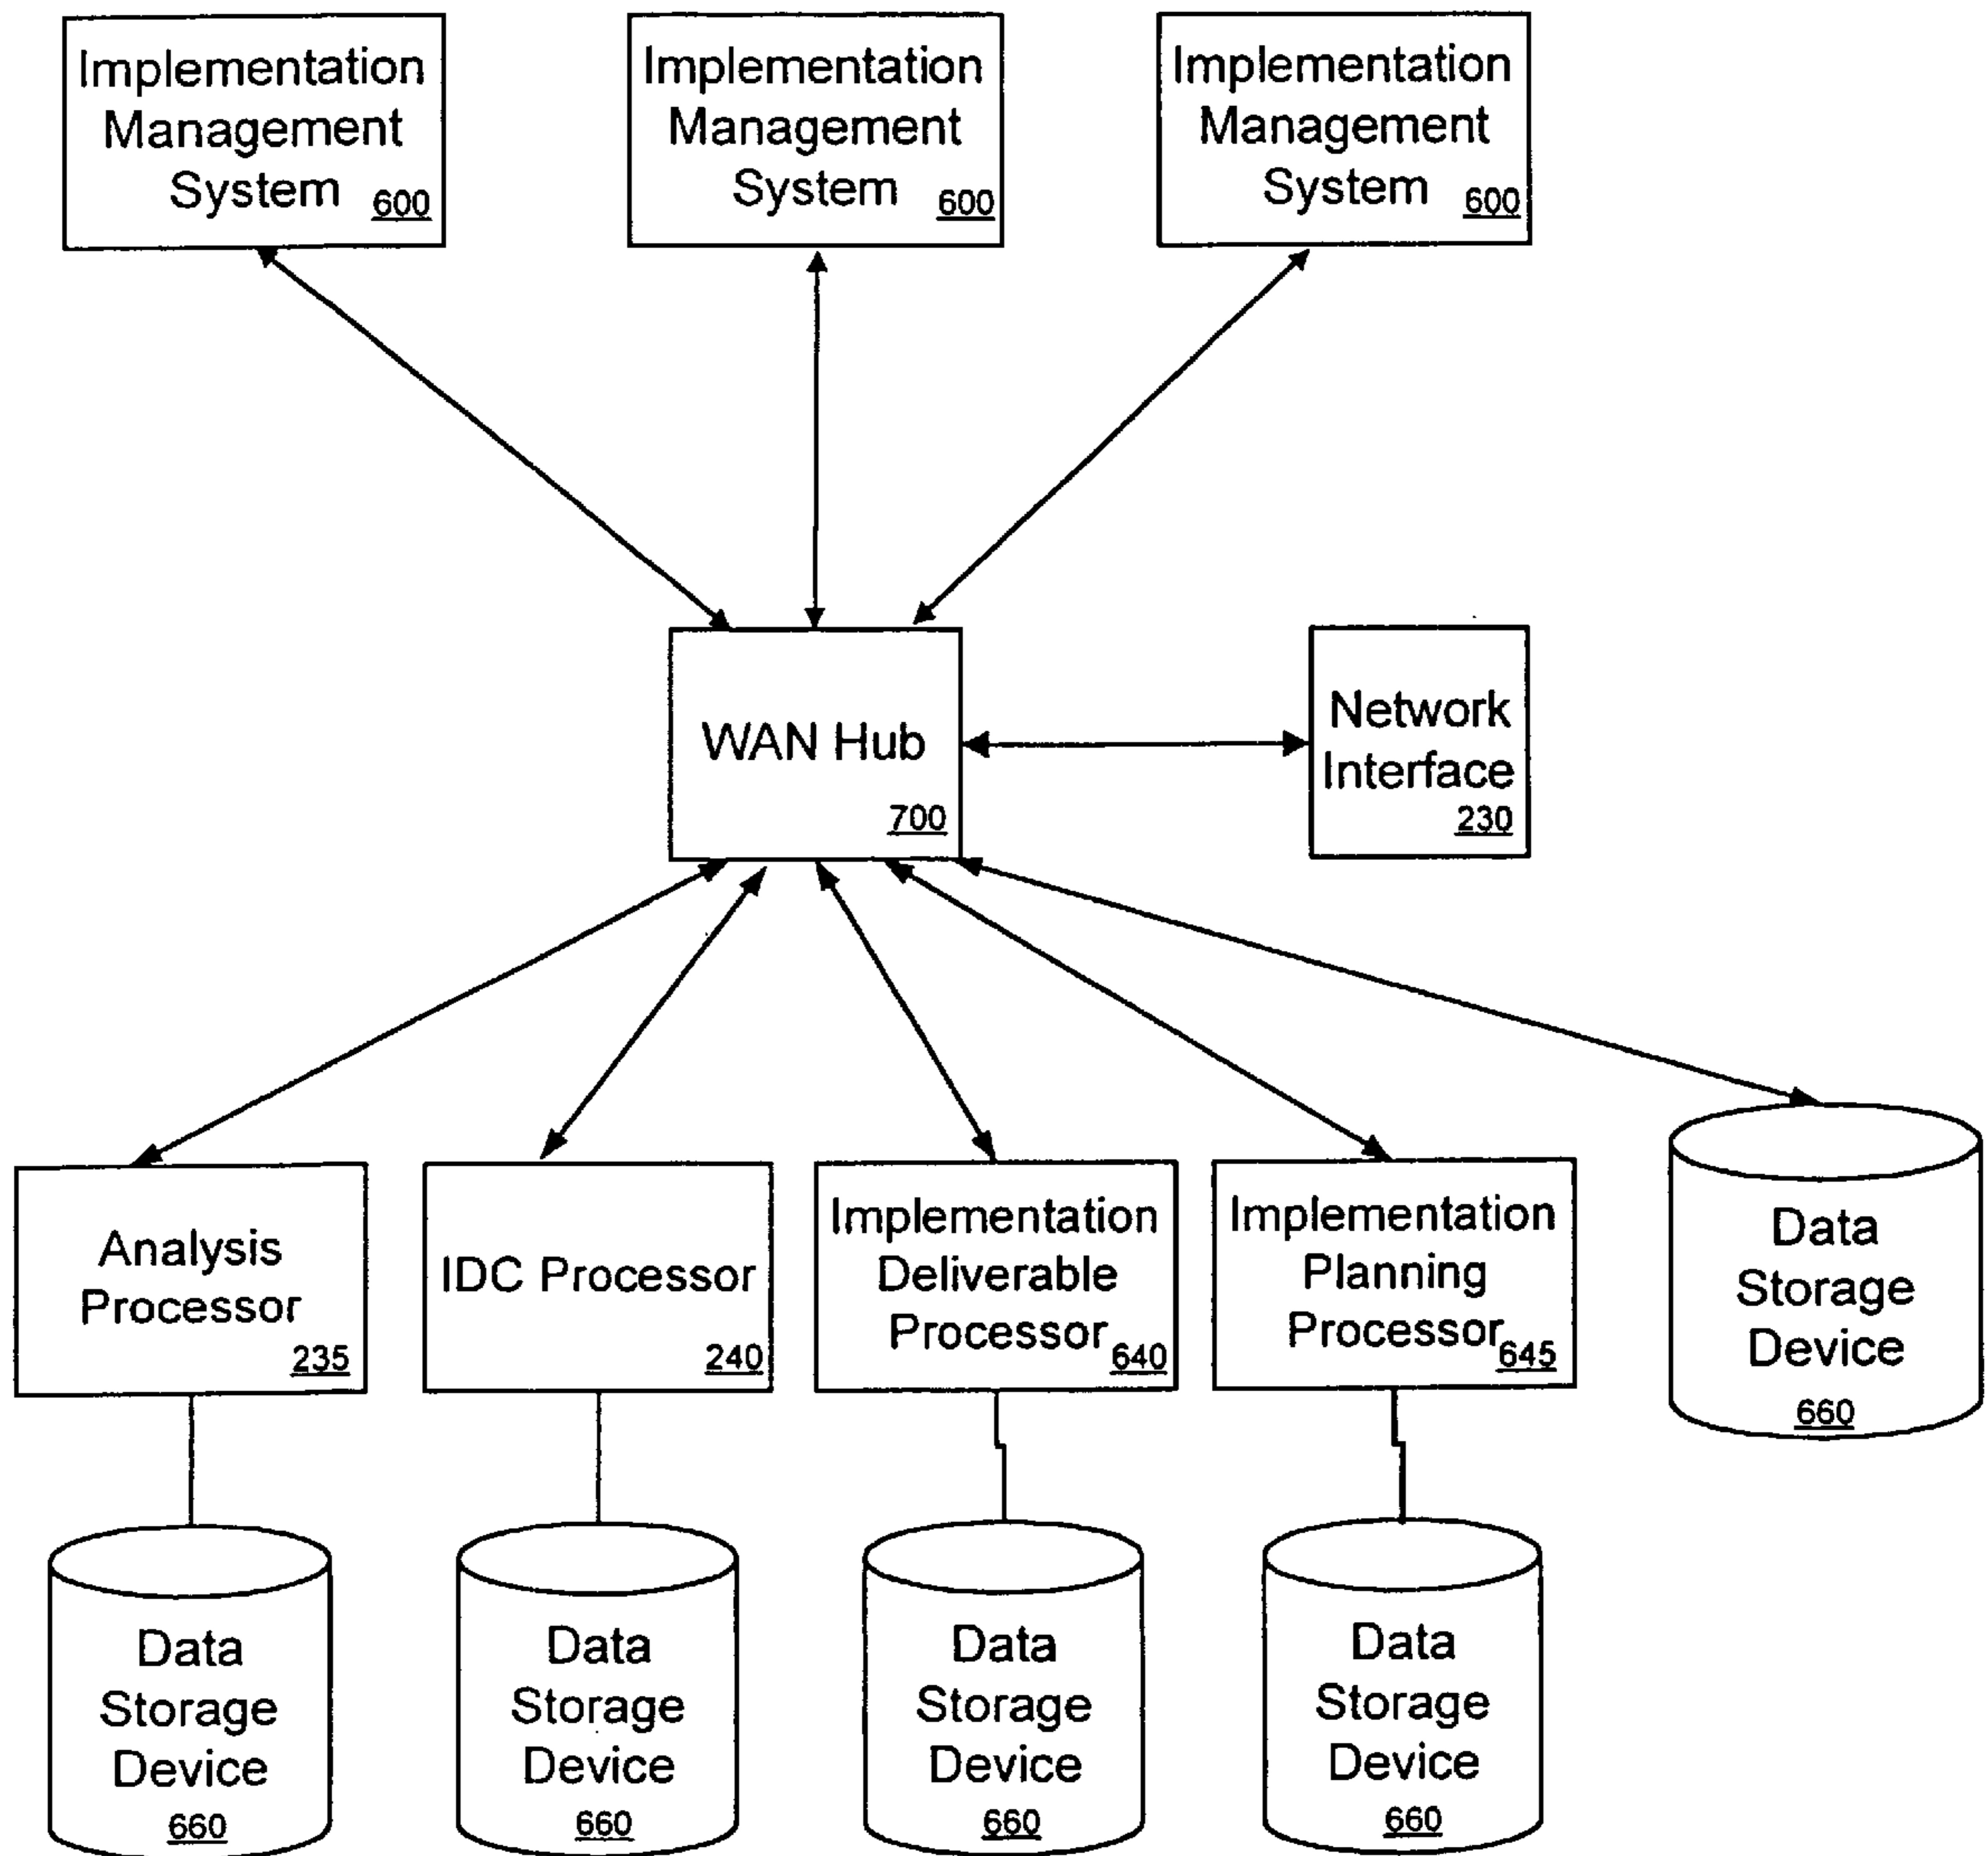 Implementation
Management
System 600
Implementation
Management
System 600
Implementation
Management
System 600
WAN Hub
700
Network
Interface
230
Analysis
Processor
235
IDC Processor
240
Implementation
Deliverable
Processor 640
Implementation
Planning
Processor 645
Data
Storage
Device
660
Data
Storage
Device
660
Data
Storage
Device
660
Data
Storage
Device
660
Data
Storage
Device
660